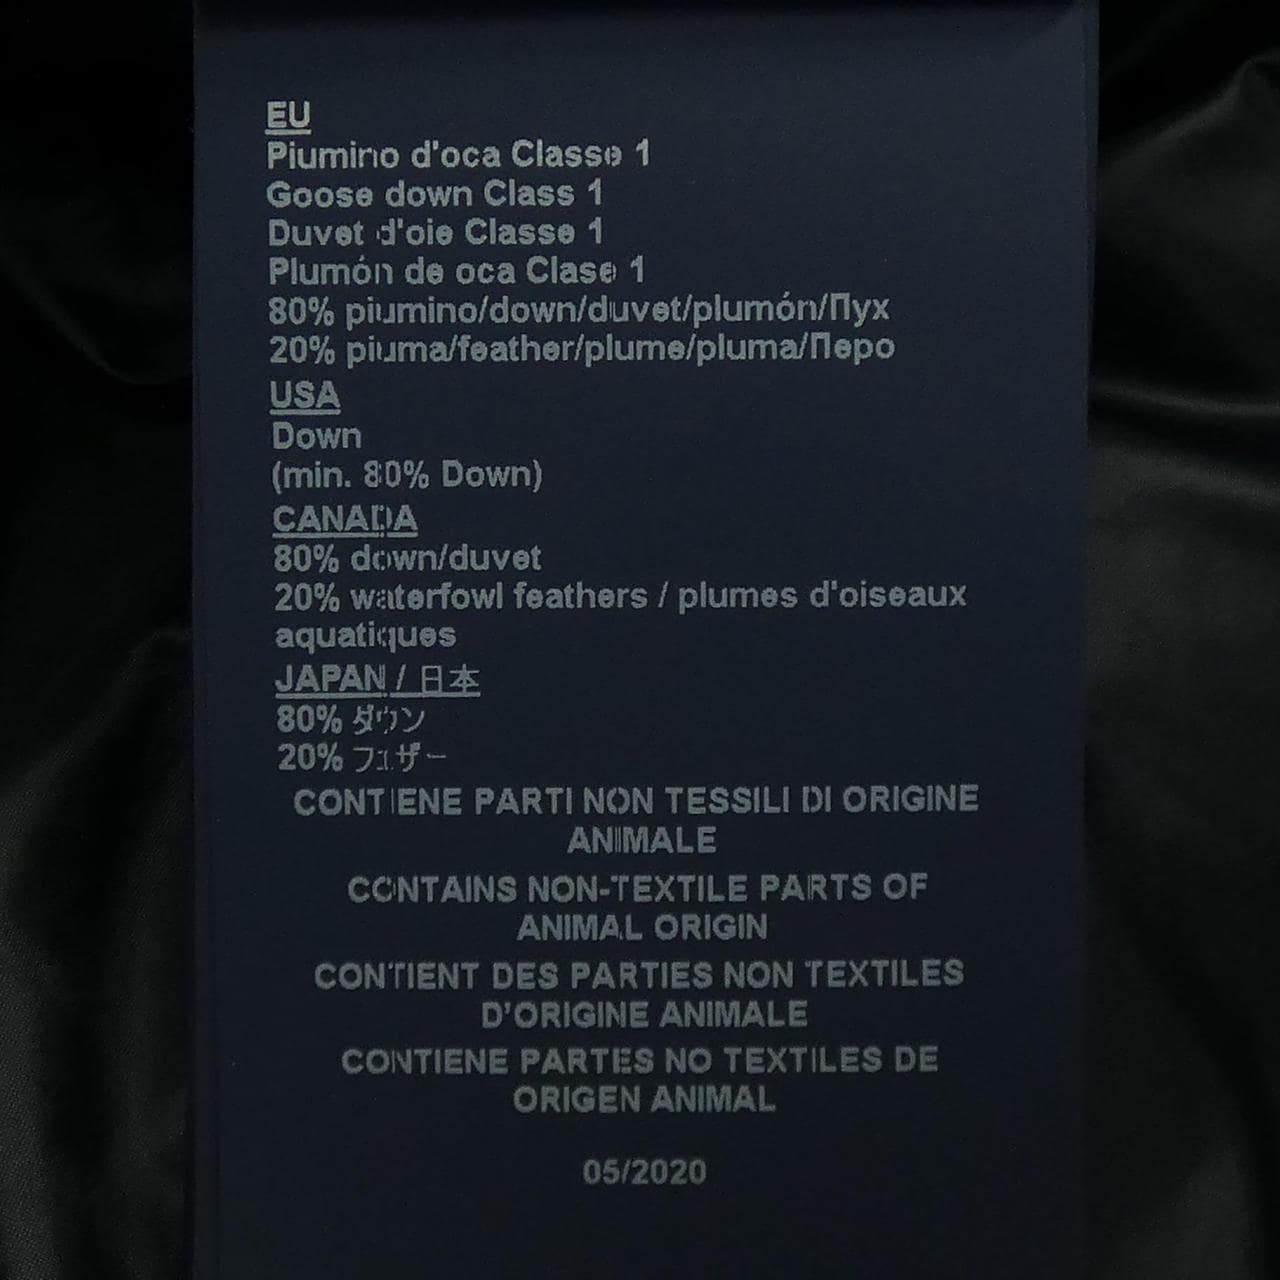 EU
Piumino d'oca Classe 1
Goose down Class 1
Duvet d'oie Classe 1
Plumón de oca Clase 1
80% piumino/down/duvet/plumón/Пух
20% piuma/feather/plume/pluma/Перо
USA
Down
(min. 80% Down)
CANADA
80% down/duvet
20% waterfowl feathers / plumes d'oiseaux
aquatiques
JAPAN / 日本
80% ダウン
20% フェザー
CONTIENE PARTI NON TESSILI DI ORIGINE
ANIMALE
CONTAINS NON-TEXTILE PARTS OF
ANIMAL ORIGIN
CONTIENT DES PARTIES NON TEXTILES
D'ORIGINE ANIMALE
CONTIENE PARTES NO TEXTILES DE
ORIGEN ANIMAL
05/2020